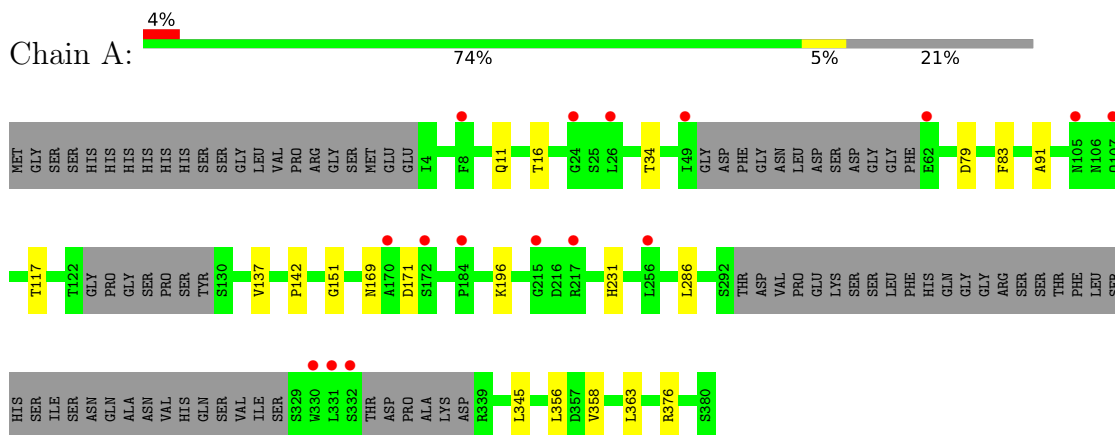 4%
Chain A:
74% 5% 21%
MET GLY SER SER HIS HIS HIS HIS HIS HIS SER SER GLY LEU VAL PRO ARG GLY SER MET GLU GLU I4 F8 Q11 T16 G24 S25 L26 T34 I49 GLY ASP PHE GLY ASN LEU ASP SER ASP GLY GLY PHE E62 D79 F83 A91 N105 N106
T117 T122 GLY PRO GLY SER PRO SER TYR S130 V137 P142 G151 N169 A170 D171 S172 P184 K196 G215 D216 R217 H231 L256 L286 S292 THR ASP VAL PRO GLU LYS SER SER LEU PHE HIS GLN GLY GLY ARG SER SER THR PHE LEU SER
HIS SER ILE SER ASN GLN ALA ASN VAL HIS GLN SER VAL ILE SER S329 W330 L331 S332 THR ASP PRO ALA LYS ASP R339 L345 L356 D357 V358 L363 R376 S380